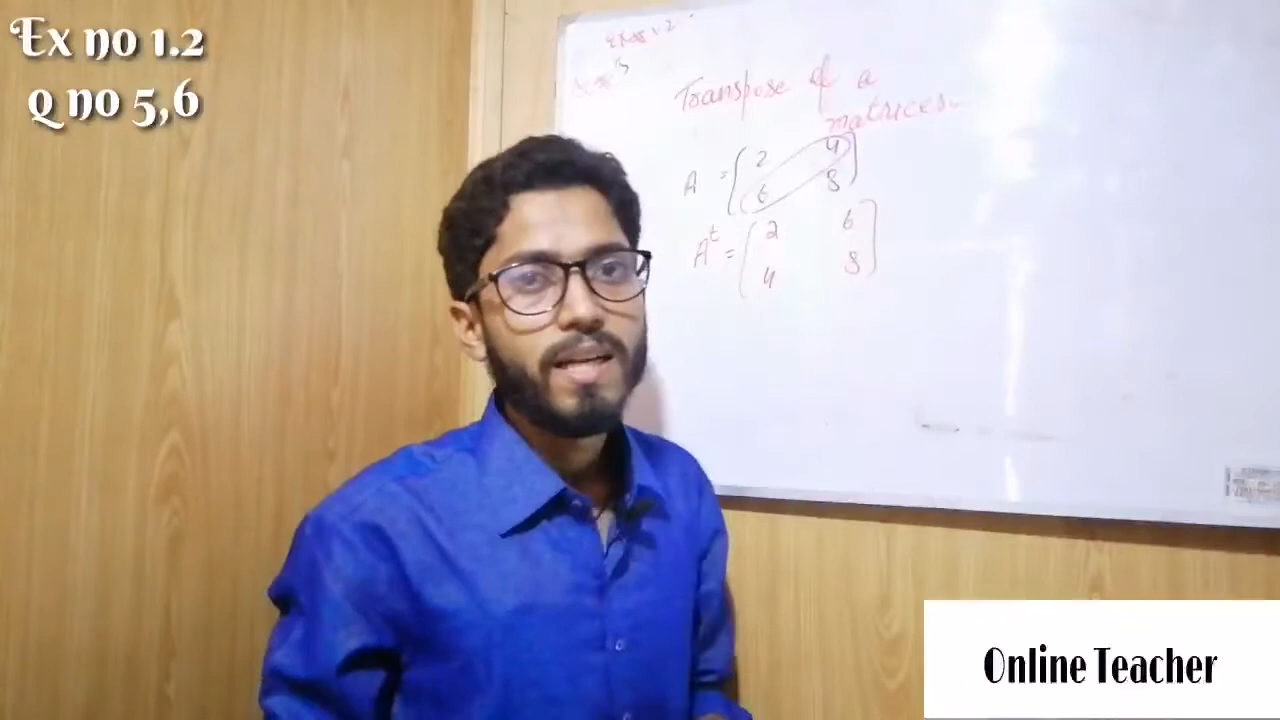 Ex no 1.2
Q no 5,6
Transpose of a
matrices
A = [2 4
6 8]
Aᵗ = [2 6
4 8]
Online Teacher